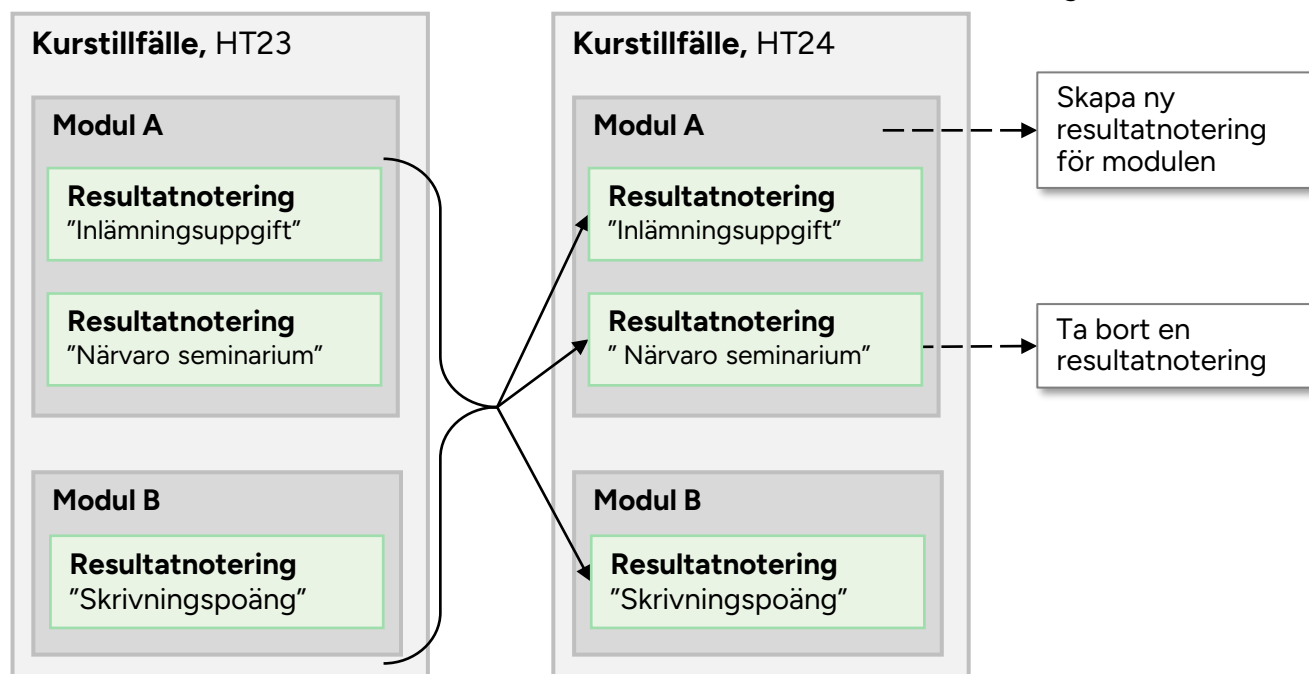 Kurstillfälle, HT23
Modul A
Resultatnotering
"Inlämningsuppgift"
Resultatnotering
"Närvaro seminarium"
Modul B
Resultatnotering
"Skrivningspoäng"
Kurstillfälle, HT24
Modul A
Resultatnotering
"Inlämningsuppgift"
Resultatnotering
" Närvaro seminarium"
Modul B
Resultatnotering
"Skrivningspoäng"
Skapa ny
resultatnotering
för modulen
Ta bort en
resultatnotering